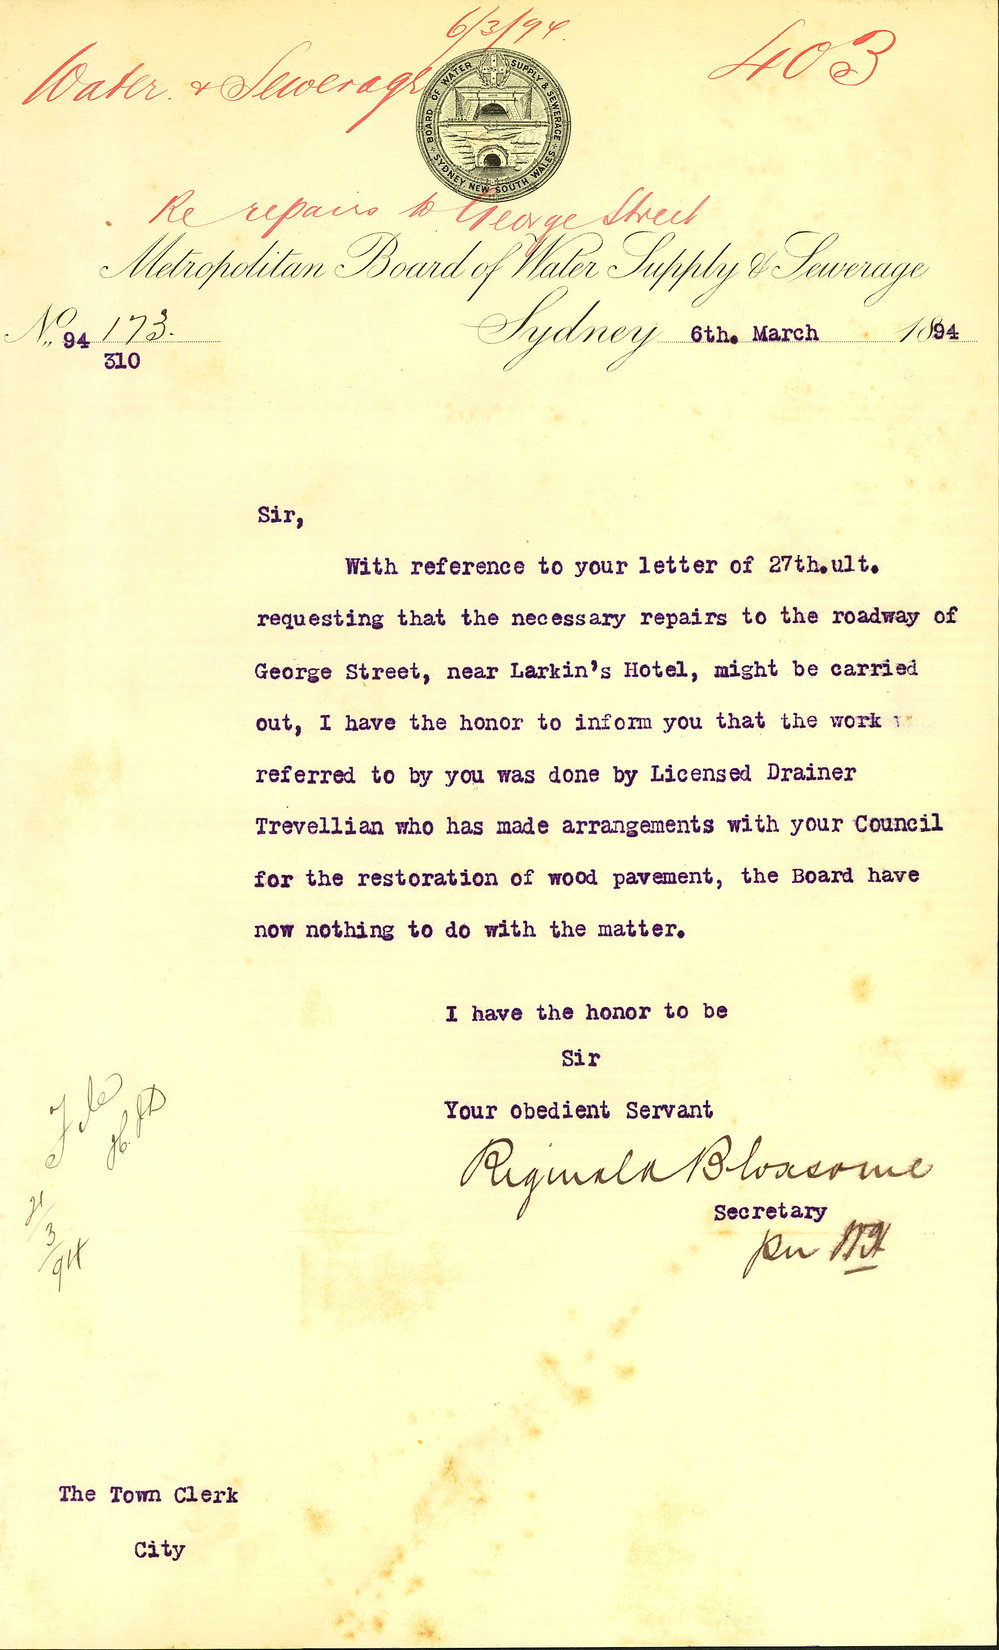 6/3/94.
Water. & Sewerage
403
BOARD OF WATER SUPPLY & SEWERAGE
SYDNEY NEW SOUTH WALES
Re repairs to George Street
Metropolitan Board of Water Supply & Sewerage
No. 94 173.
310
Sydney 6th. March 1894
Sir,
With reference to your letter of 27th.ult.
requesting that the necessary repairs to the roadway of
George Street, near Larkin's Hotel, might be carried
out, I have the honor to inform you that the work
referred to by you was done by Licensed Drainer
Trevellian who has made arrangements with your Council
for the restoration of wood pavement, the Board have
now nothing to do with the matter.
I have the honor to be
Sir
Your obedient Servant
Reginald Bloxsome
Secretary
per
File
/3/94
The Town Clerk
City